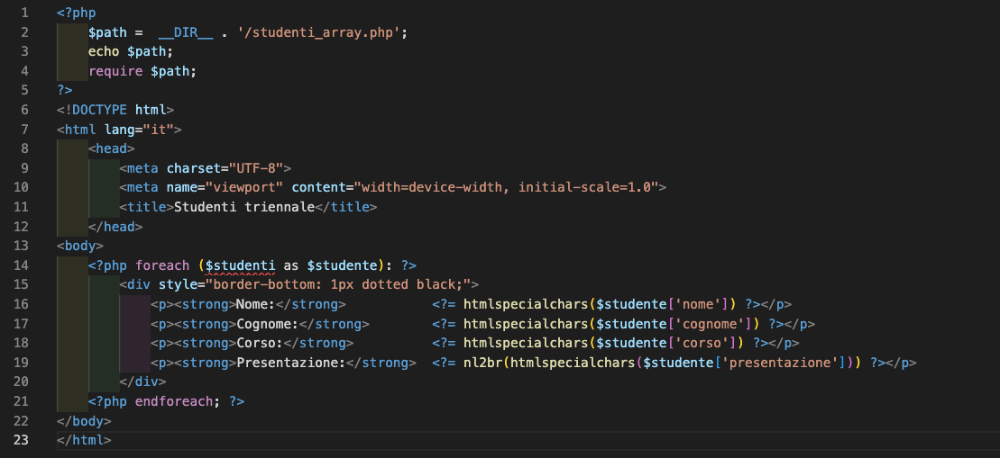 1 <?php
2 $path =  __DIR__ . '/studenti_array.php';
3 echo $path;
4 require $path;
5 ?>
6 <!DOCTYPE html>
7 <html lang="it">
8 <head>
9 <meta charset="UTF-8">
10 <meta name="viewport" content="width=device-width, initial-scale=1.0">
11 <title>Studenti triennale</title>
12 </head>
13 <body>
14 <?php foreach ($studenti as $studente): ?>
15 <div style="border-bottom: 1px dotted black;">
16 <p><strong>Nome:</strong>           <?= htmlspecialchars($studente['nome']) ?></p>
17 <p><strong>Cognome:</strong>        <?= htmlspecialchars($studente['cognome']) ?></p>
18 <p><strong>Corso:</strong>          <?= htmlspecialchars($studente['corso']) ?></p>
19 <p><strong>Presentazione:</strong>  <?= nl2br(htmlspecialchars($studente['presentazione'])) ?></p>
20 </div>
21 <?php endforeach; ?>
22 </body>
23 </html>